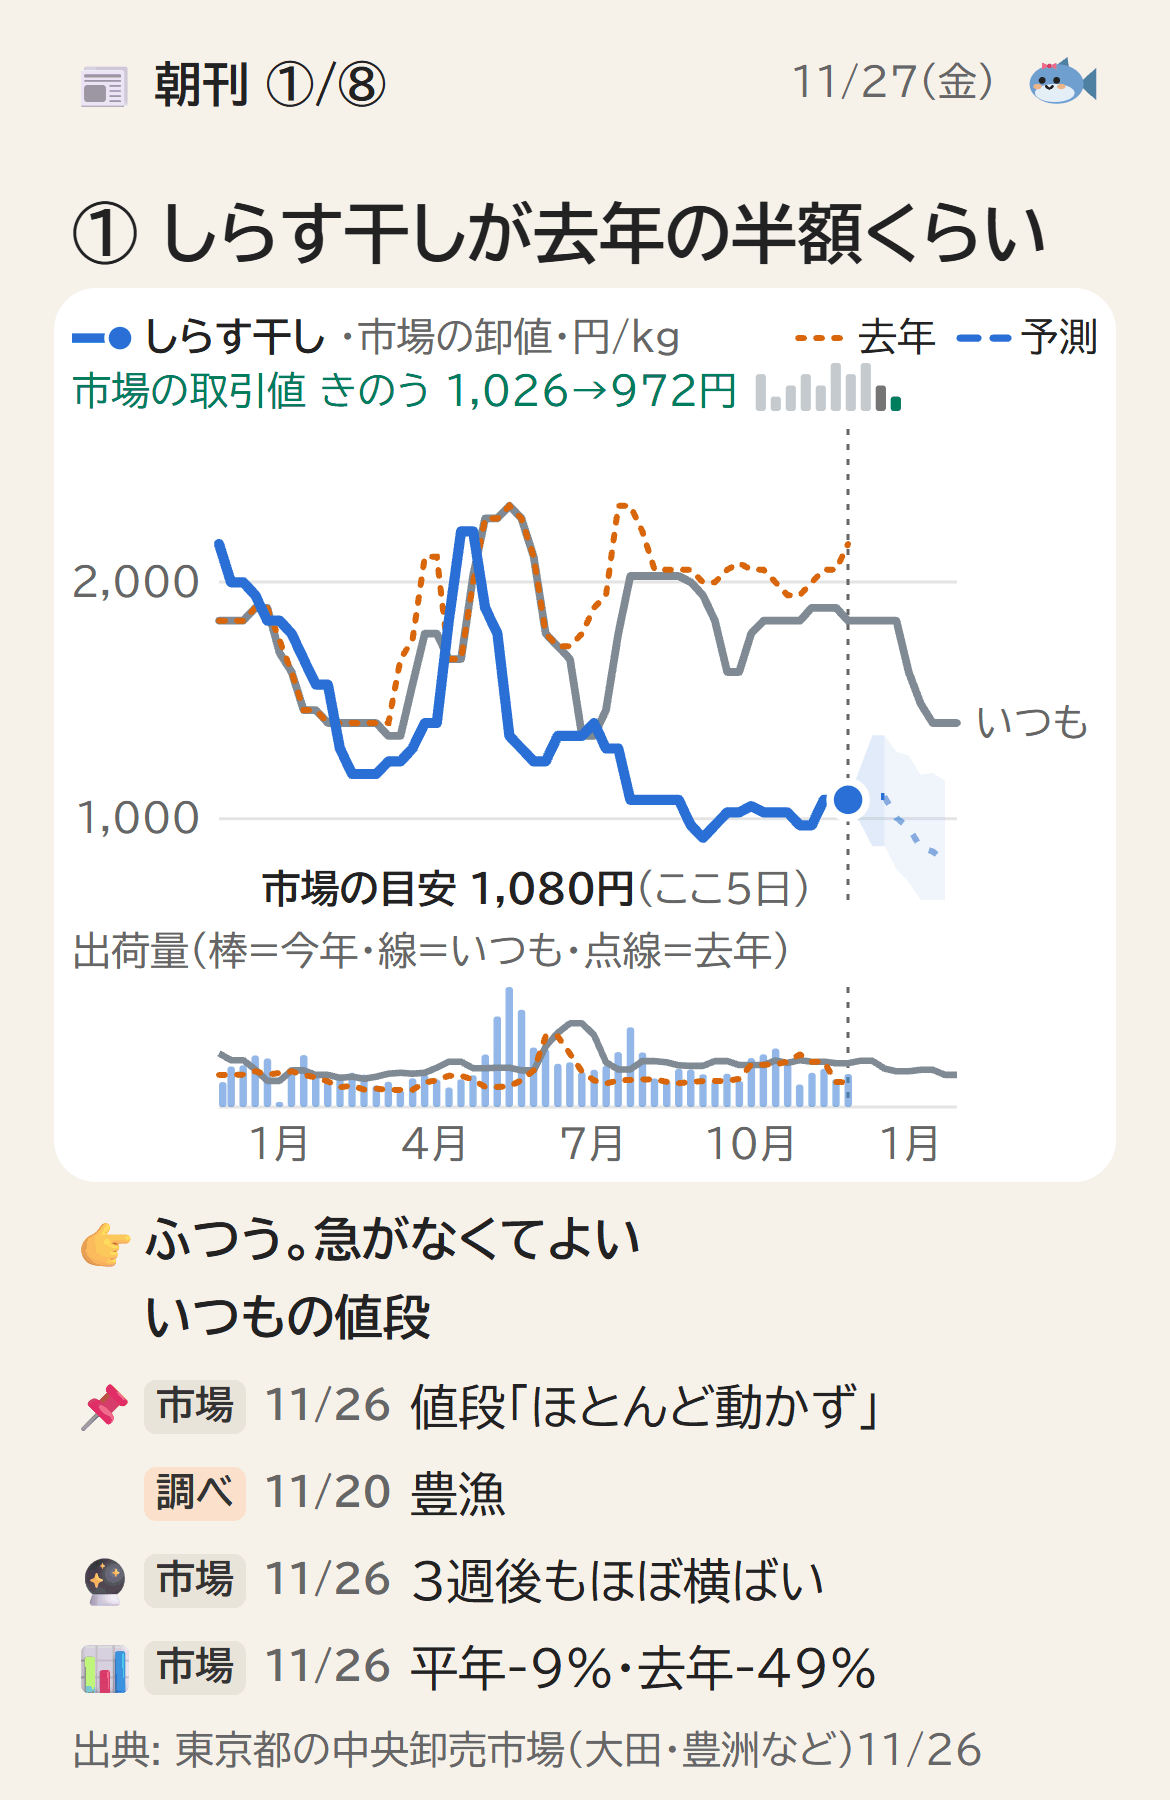 朝刊 ①/⑧
11/27(金)
① しらす干しが去年の半額くらい
しらす干し ・市場の卸値・円/kg
去年 予測
市場の取引値 きのう 1,026→972円
2,000
いつも
1,000
市場の目安 1,080円(ここ5日)
出荷量(棒=今年・線=いつも・点線=去年)
1月 4月 7月 10月 1月
ふつう。急がなくてよい
いつもの値段
市場 11/26 値段「ほとんど動かず」
調べ 11/20 豊漁
市場 11/26 3週後もほぼ横ばい
市場 11/26 平年-9%・去年-49%
出典: 東京都の中央卸売市場(大田・豊洲など)11/26